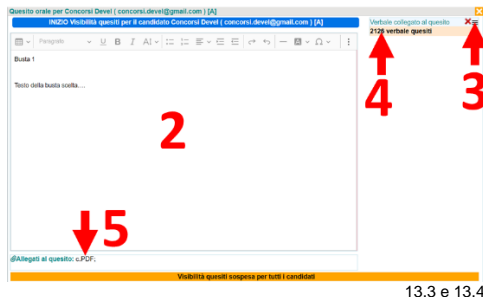 Quesito orale per Concorsi Devel ( concorsi.devel@gmail.com ) [A]
INIZIO Visibilità quesiti per il candidato Concorsi Devel ( concorsi.devel@gmail.com ) [A]
Verbale collegato al quesito
2126 verbale quesiti
Paragrafo U B I A
Busta 1
Testo della busta scelta....
2
3
4
5
Allegati al quesito: c.PDF;
Visibilità quesiti sospesa per tutti i candidati
13.3 e 13.4